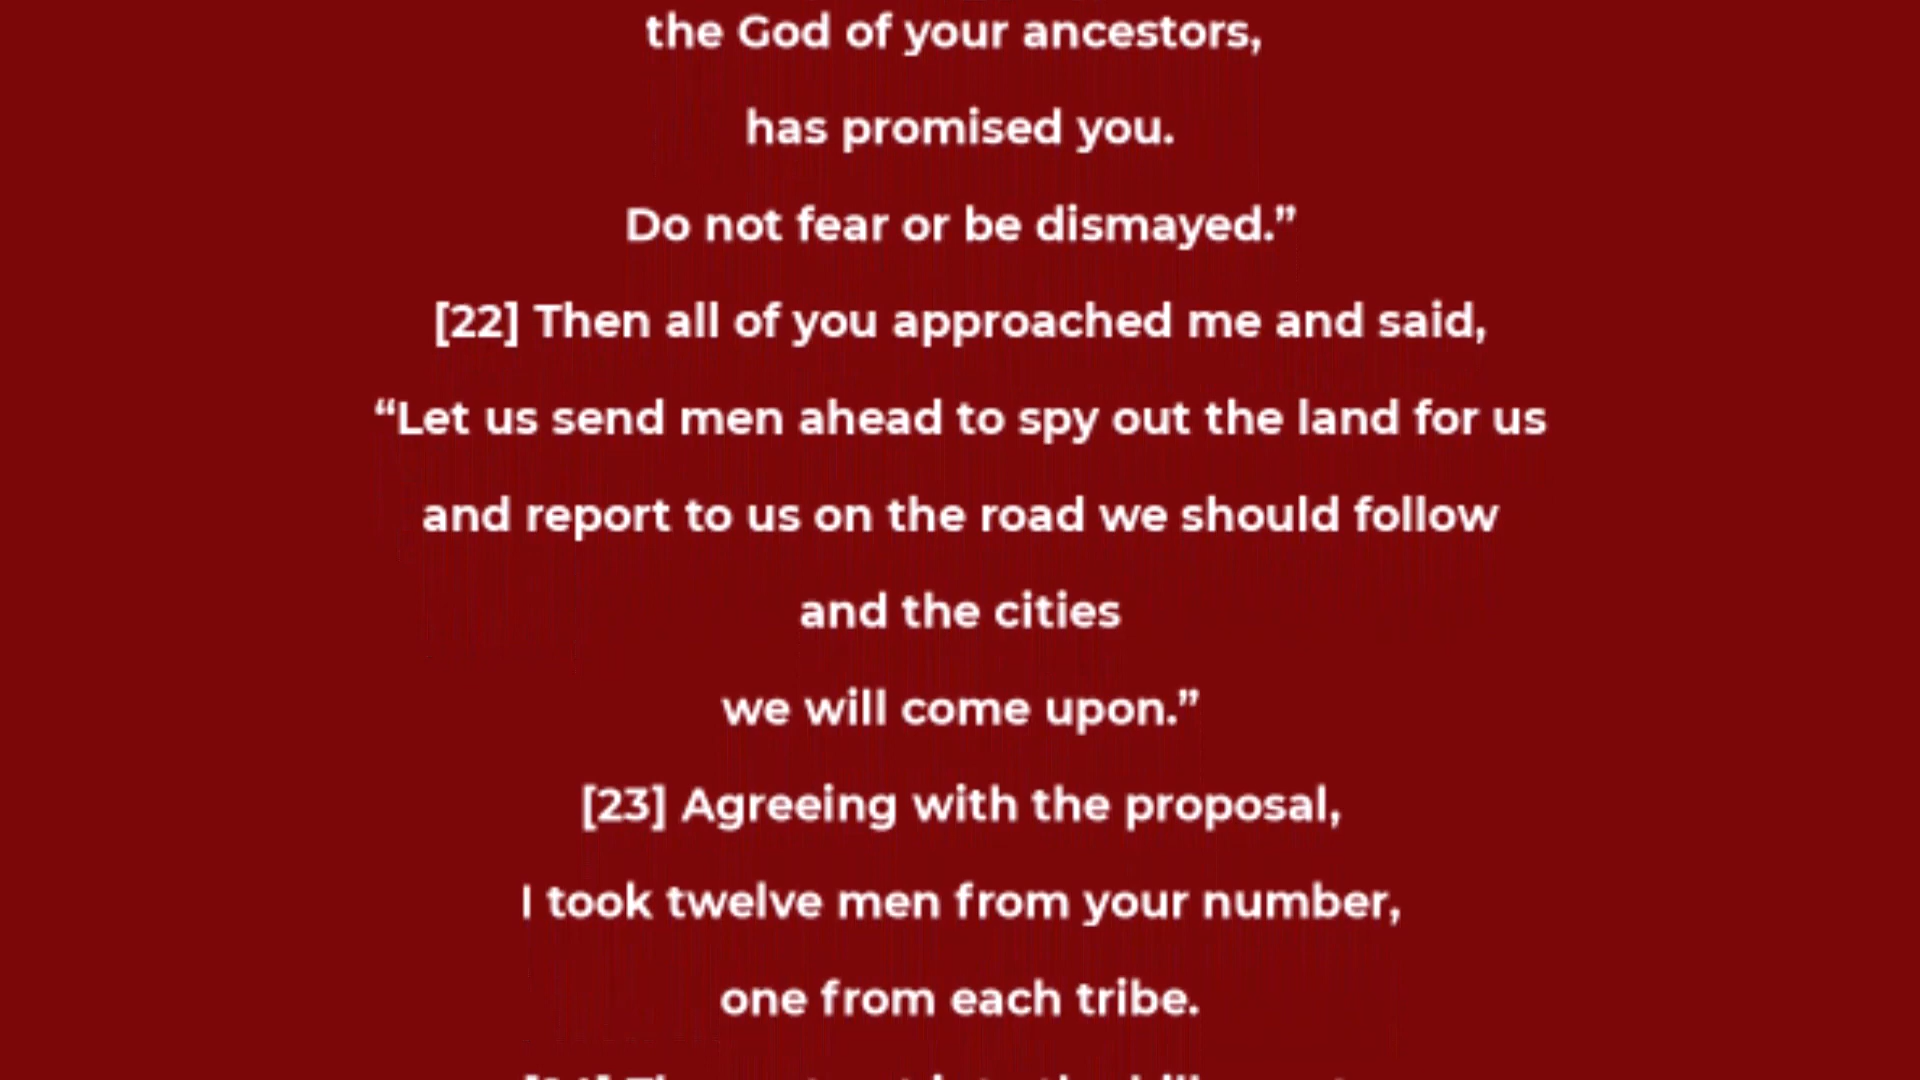 the God of your ancestors,
has promised you.
Do not fear or be dismayed.”
[22] Then all of you approached me and said,
“Let us send men ahead to spy out the land for us
and report to us on the road we should follow
and the cities
we will come upon.”
[23] Agreeing with the proposal,
I took twelve men from your number,
one from each tribe.